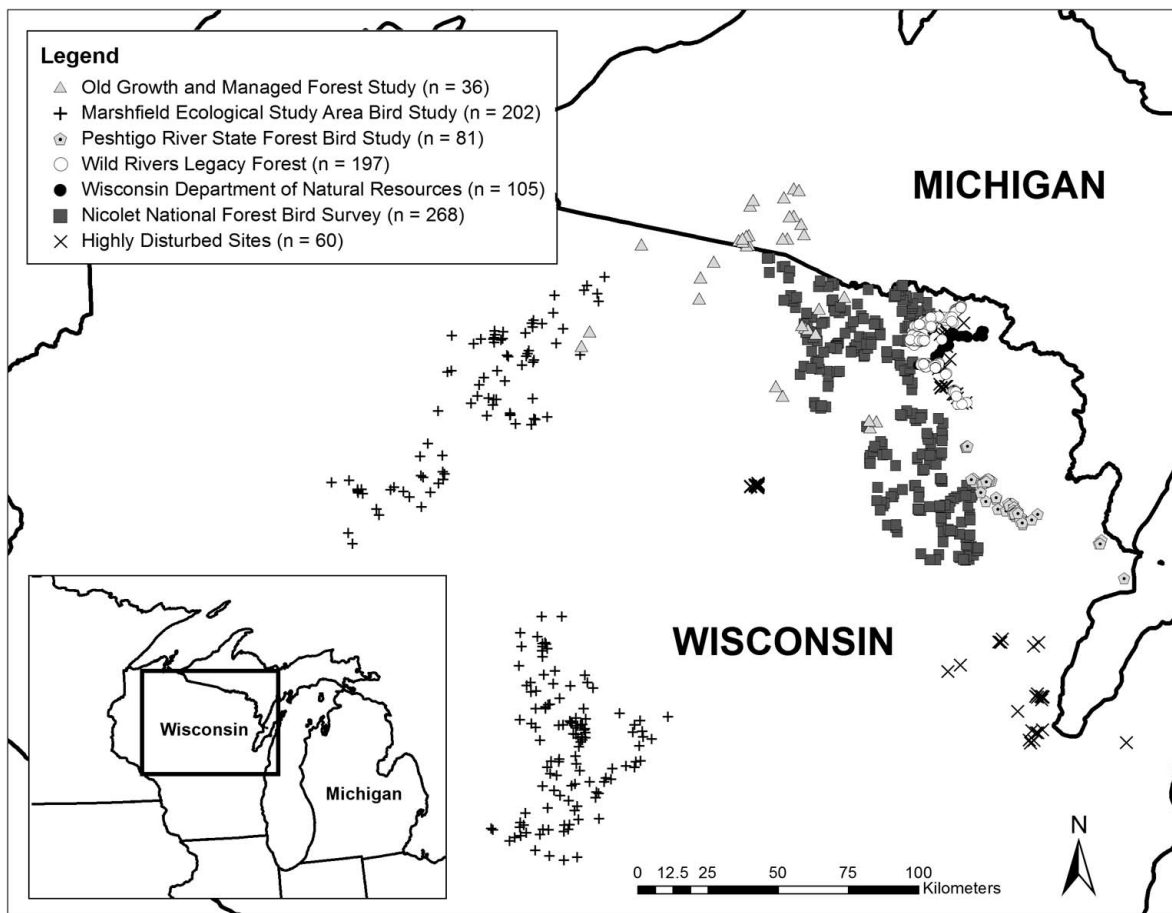 Legend
Old Growth and Managed Forest Study (n = 36)
Marshfield Ecological Study Area Bird Study (n = 202)
Peshtigo River State Forest Bird Study (n = 81)
Wild Rivers Legacy Forest (n = 197)
Wisconsin Department of Natural Resources (n = 105)
Nicolet National Forest Bird Survey (n = 268)
Highly Disturbed Sites (n = 60)
MICHIGAN
WISCONSIN
Wisconsin
Michigan
N
0 12.5 25 50 75 100
Kilometers